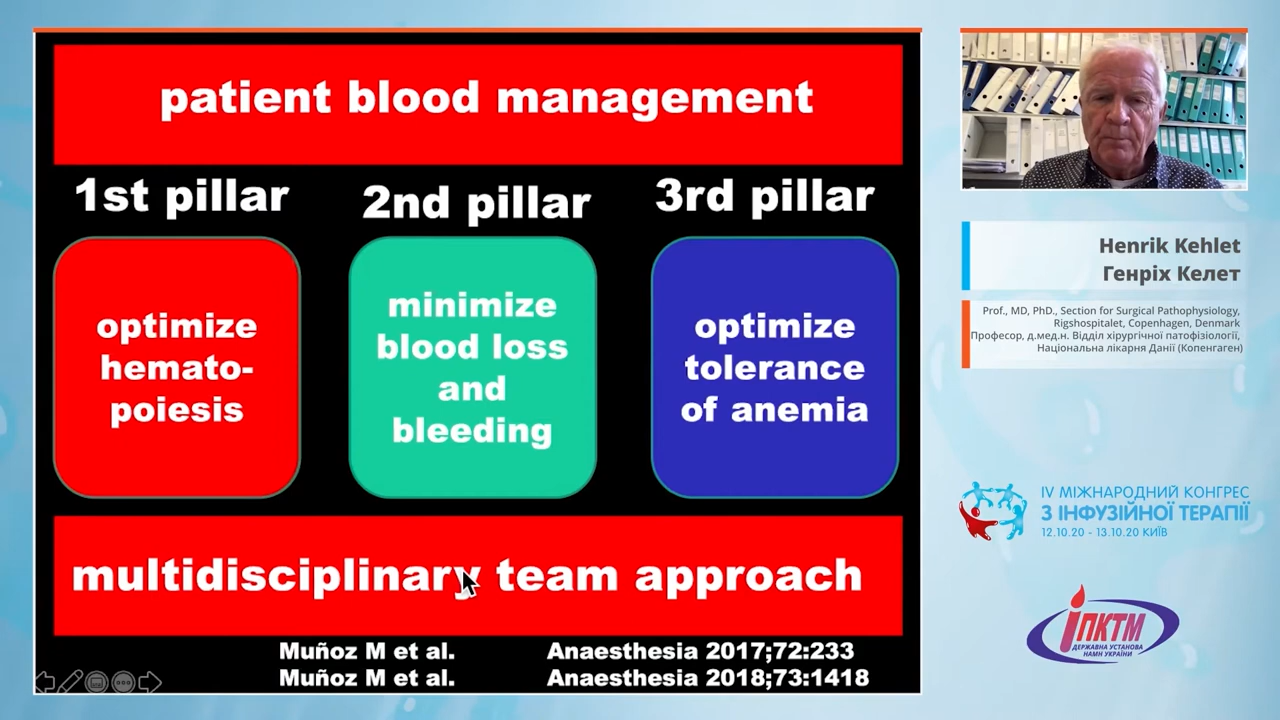 patient blood management
1st pillar
2nd pillar
3rd pillar
optimize
hemato-
poiesis
minimize
blood loss
and
bleeding
optimize
tolerance
of anemia
multidisciplinary team approach
Muñoz M et al. Anaesthesia 2017;72:233
Muñoz M et al. Anaesthesia 2018;73:1418
Henrik Kehlet
Генріх Келет
Prof., MD, PhD., Section for Surgical Pathophysiology,
Rigshospitalet, Copenhagen, Denmark
Професор, д.мед.н. Відділ хірургічної патофізіології,
Національна лікарня Данії (Копенгаген)
IV МІЖНАРОДНИЙ КОНГРЕС
З ІНФУЗІЙНОЇ ТЕРАПІЇ
12.10.20 - 13.10.20 КИЇВ
ІПКТМ
ДЕРЖАВНА УСТАНОВА
НАМН УКРАЇНИ